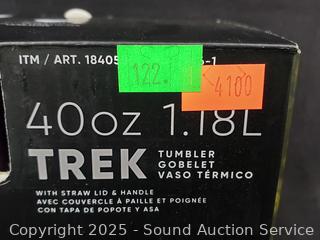 ITM / ART. 18405
-1
122.
4100
40oz 1.18L
TREK
TUMBLER
GOBELET
VASO TÉRMICO
WITH STRAW LID & HANDLE
AVEC COUVERCLE À PAILLE ET POIGNÉE
CON TAPA DE POPOTE Y ASA
Copyright 2025 - Sound Auction Service